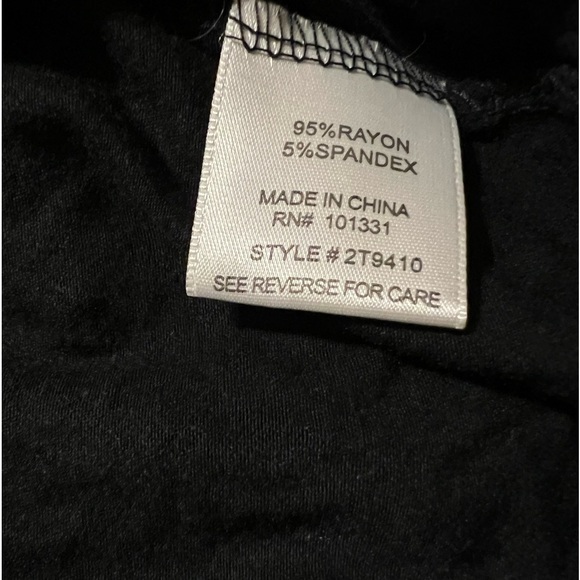 95%RAYON
5%SPANDEX
MADE IN CHINA
RN# 101331
STYLE # 2T9410
SEE REVERSE FOR CARE